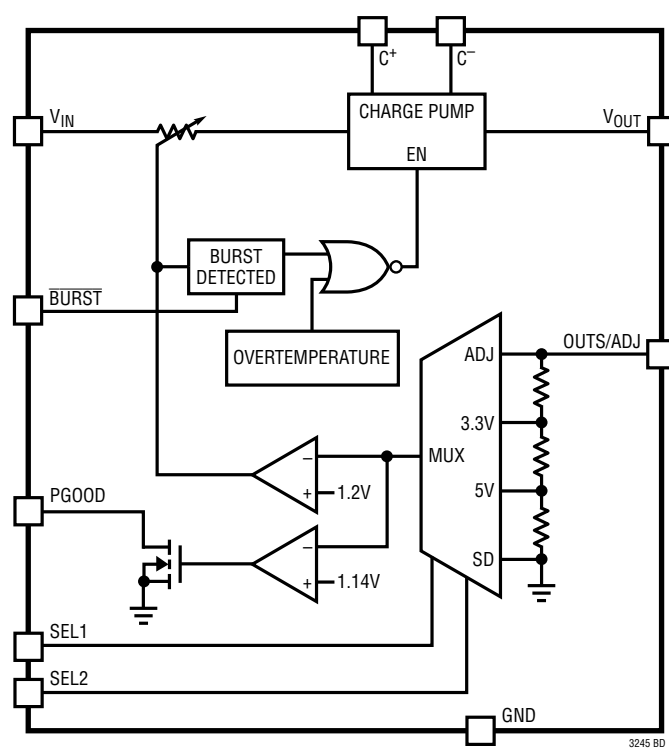 C+
C−
VIN
CHARGE PUMP
VOUT
EN
BURST
DETECTED
BURST
OVERTEMPERATURE
ADJ
OUTS/ADJ
3.3V
MUX
−
+
1.2V
5V
PGOOD
−
+
1.14V
SD
SEL1
SEL2
GND
3245 BD